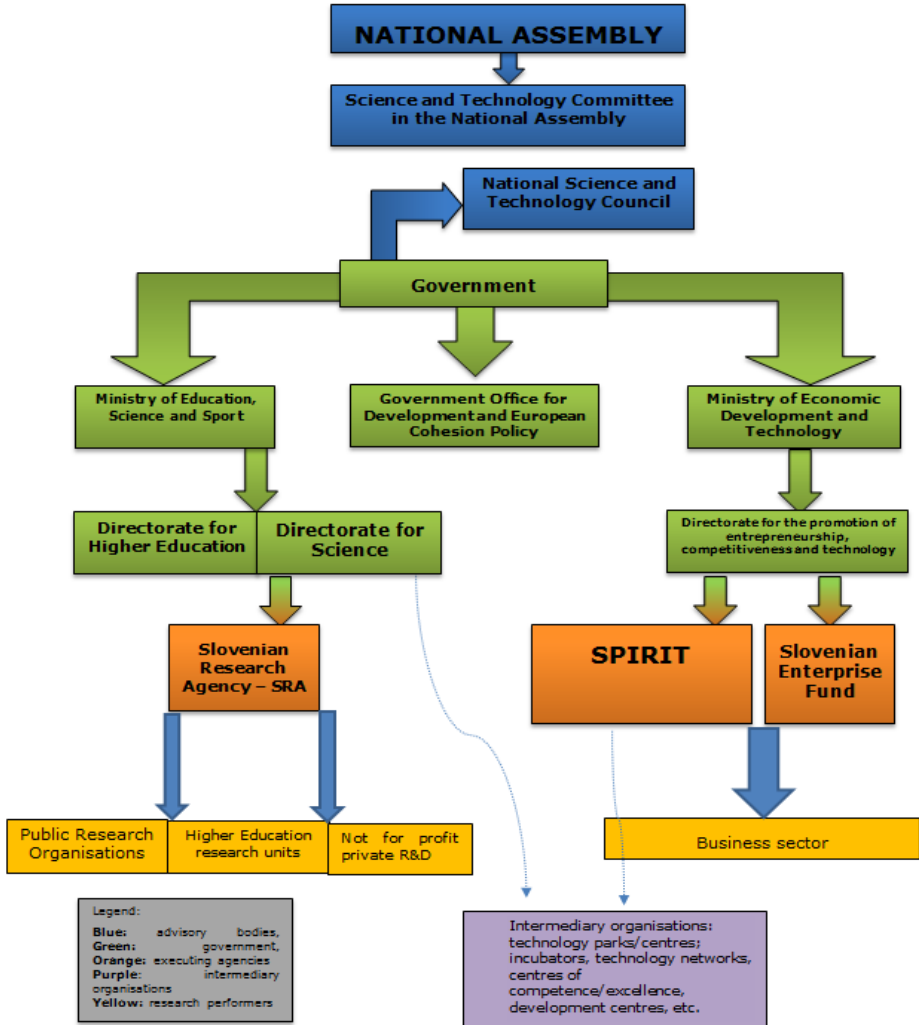 NATIONAL ASSEMBLY
Science and Technology Committee
in the National Assembly
National Science and
Technology Council
Government
Ministry of Education,
Science and Sport
Government Office for
Development and European
Cohesion Policy
Ministry of Economic
Development and
Technology
Directorate for
Higher Education
Directorate for
Science
Directorate for the promotion of
entrepreneurship,
competitiveness and technology
Slovenian
Research
Agency – SRA
SPIRIT
Slovenian
Enterprise
Fund
Public Research
Organisations
Higher Education
research units
Not for profit
private R&D
Business sector
Legend:
Blue: advisory bodies,
Green: government,
Orange: executing agencies
Purple: intermediary
organisations
Yellow: research performers
Intermediary organisations:
technology parks/centres;
incubators, technology networks,
centres of
competence/excellence,
development centres, etc.